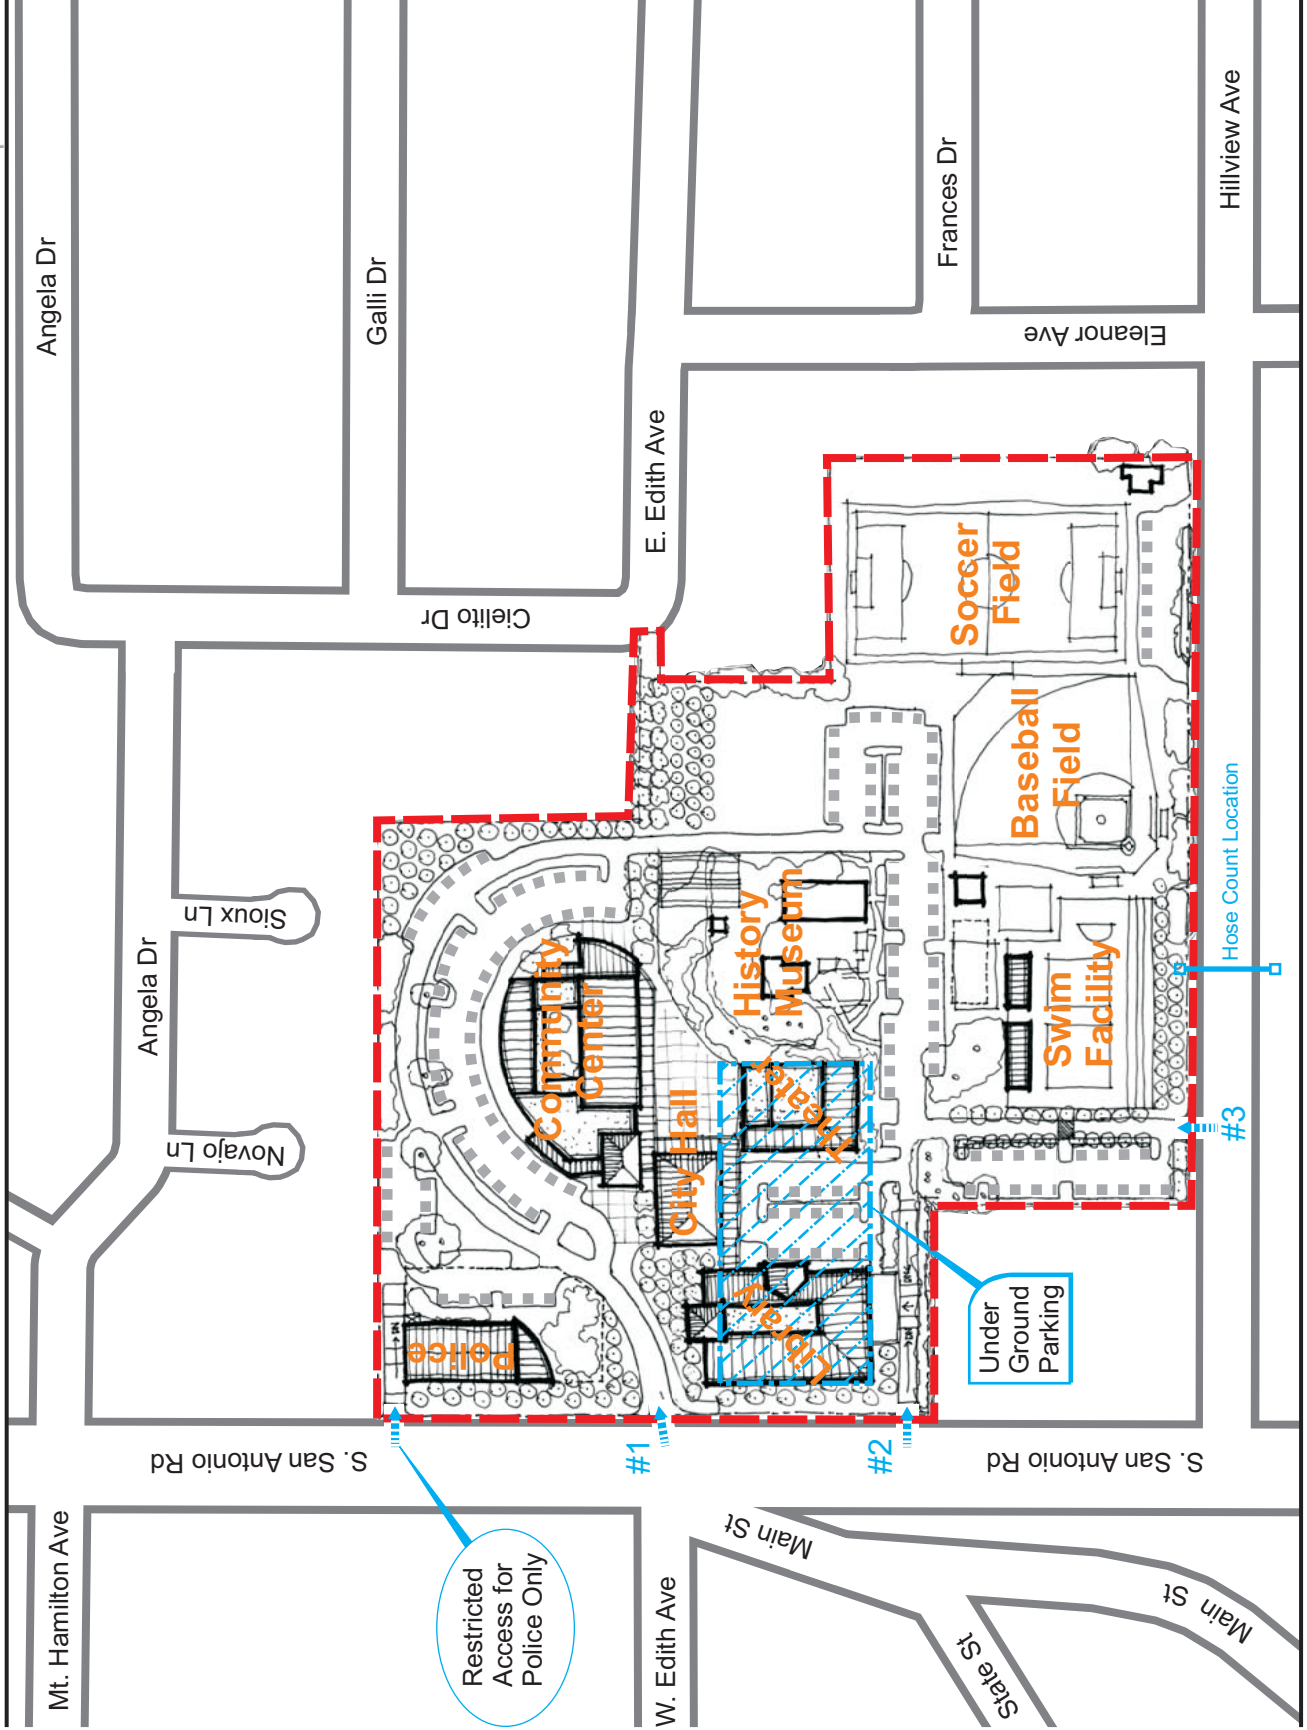 Angela Dr
Galli Dr
E. Edith Ave
Frances Dr
Hillview Ave
Eleanor Ave
Cielito Dr
Sioux Ln
Angela Dr
Novajo Ln
Soccer
Field
Baseball
Field
Community
Center
History
Museum
Swim
Facility
Hose Count Location
City Hall
Theater
Library
Police
IN
IN
#3
Under
Ground
Parking
S. San Antonio Rd
#1
#2
S. San Antonio Rd
Mt. Hamilton Ave
Restricted
Access for
Police Only
W. Edith Ave
Main St
State St
Main St